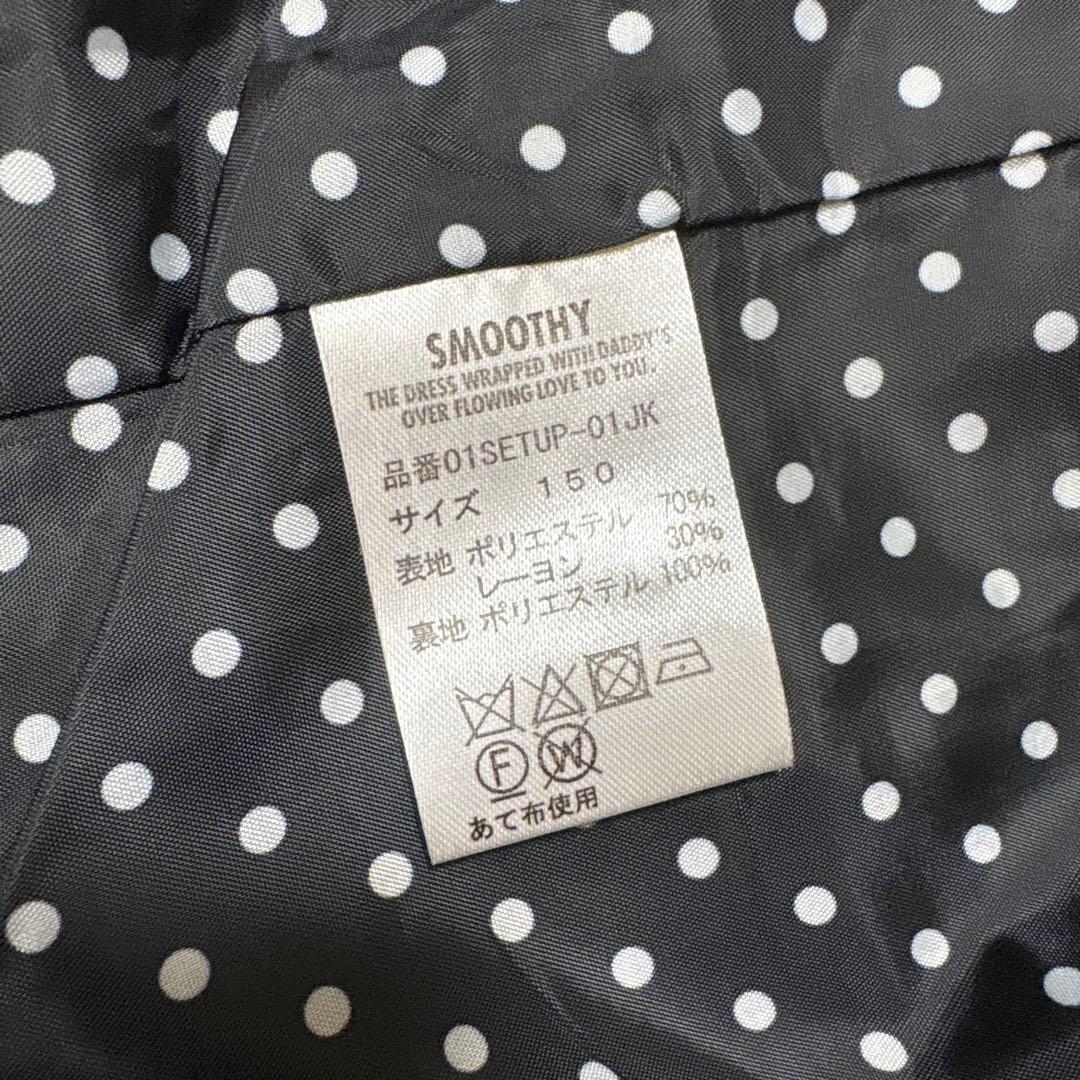 SMOOTHY
THE DRESS WRAPPED WITH DADDY'S
OVER FLOWING LOVE TO YOU.
品番01SETUP-01JK
サイズ 150
表地 ポリエステル 70%
レーヨン 30%
裏地 ポリエステル 100%
F W
あて布使用